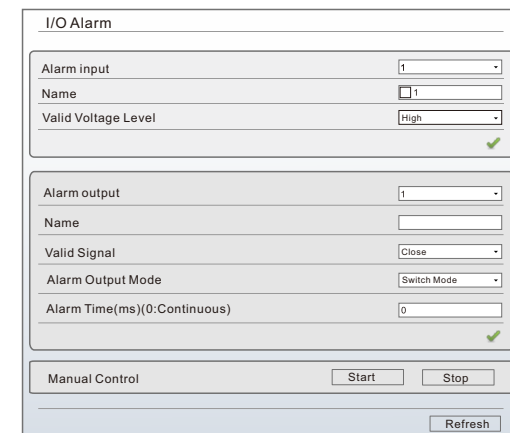 I/O Alarm
Alarm input 1
Name 1
Valid Voltage Level High
Alarm output 1
Name
Valid Signal Close
Alarm Output Mode Switch Mode
Alarm Time(ms)(0:Continuous) 0
Manual Control Start Stop
Refresh